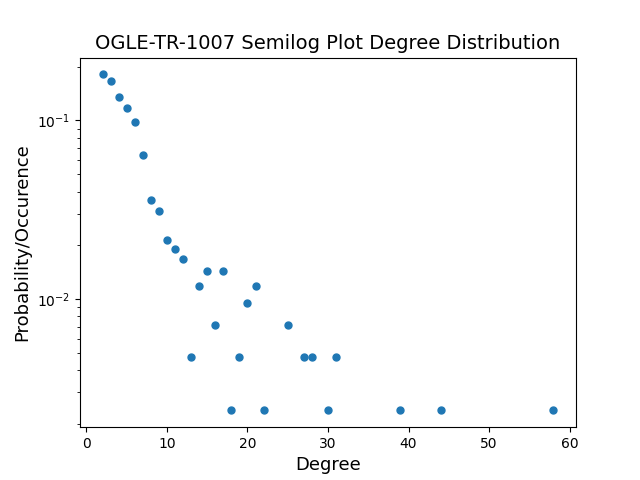 OGLE-TR-1007 Semilog Plot Degree Distribution
Probability/Occurence
10⁻¹
10⁻²
0 10 20 30 40 50 60
Degree